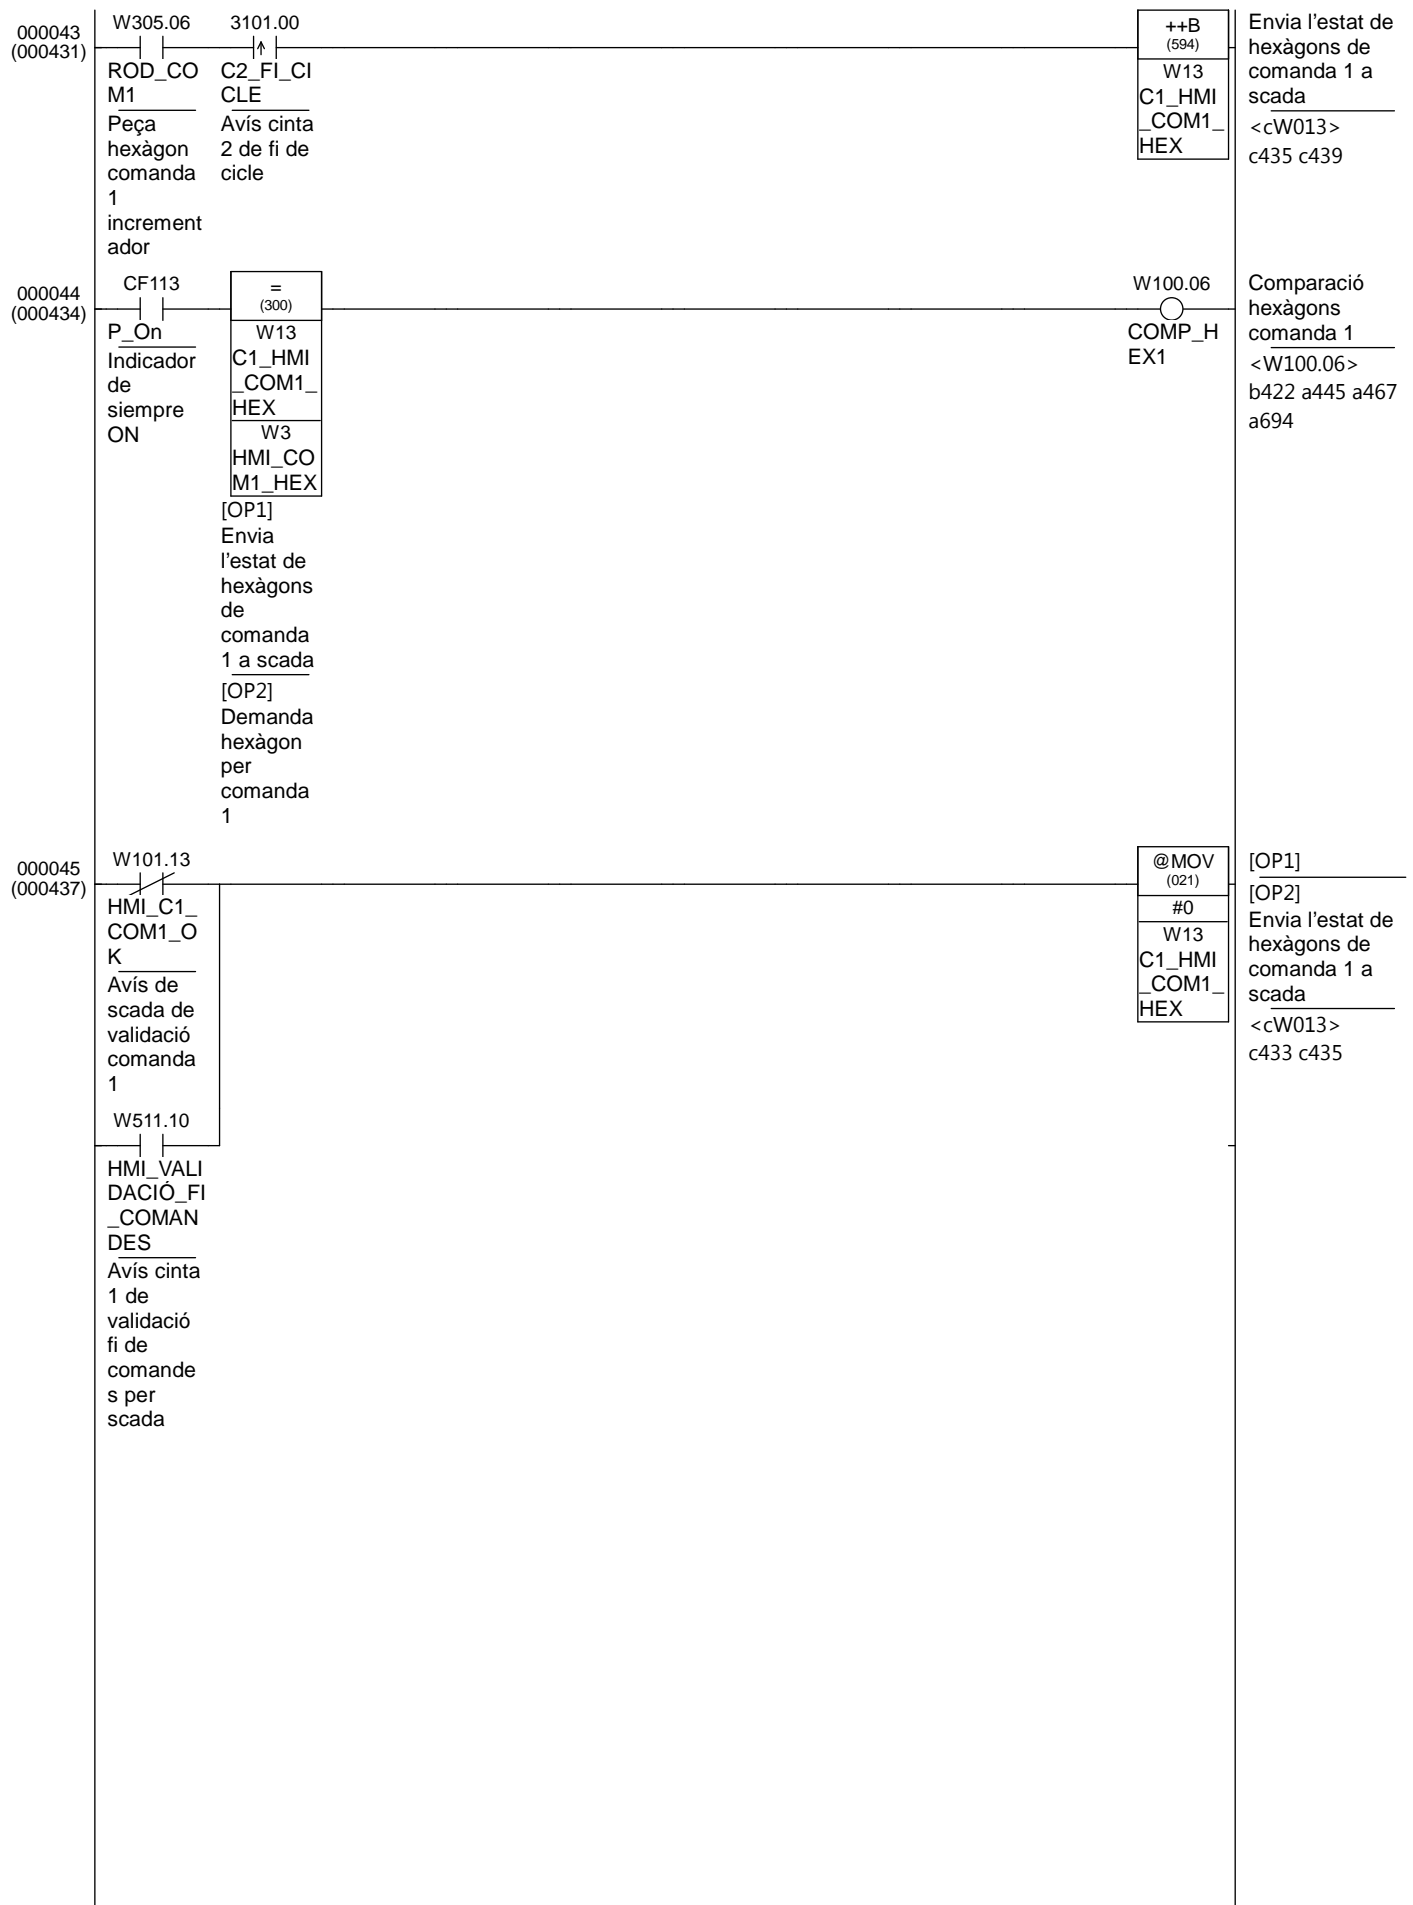 000043
(000431)
W305.06
ROD_CO
M1
Peça
hexàgon
comanda
1
increment
ador
3101.00
C2_FI_CI
CLE
Avís cinta
2 de fi de
cicle
++B
(594)
W13
C1_HMI
_COM1_
HEX
Envia l'estat de
hexàgons de
comanda 1 a
scada
<cW013>
c435 c439
000044
(000434)
CF113
P_On
Indicador
de
siempre
ON
=
(300)
W13
C1_HMI
_COM1_
HEX
W3
HMI_CO
M1_HEX
[OP1]
Envia
l'estat de
hexàgons
de
comanda
1 a scada
[OP2]
Demanda
hexàgon
per
comanda
1
W100.06
COMP_H
EX1
Comparació
hexàgons
comanda 1
<W100.06>
b422 a445 a467
a694
000045
(000437)
W101.13
HMI_C1_
COM1_O
K
Avís de
scada de
validació
comanda
1
W511.10
HMI_VALI
DACIÓ_FI
_COMAN
DES
Avís cinta
1 de
validació
fi de
comande
s per
scada
@MOV
(021)
#0
W13
C1_HMI
_COM1_
HEX
[OP1]
[OP2]
Envia l'estat de
hexàgons de
comanda 1 a
scada
<cW013>
c433 c435